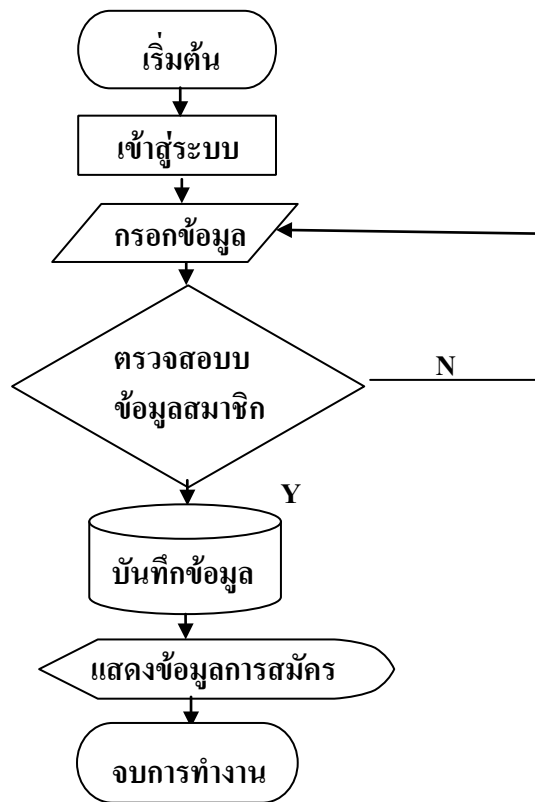 เริ่มต้น
เข้าสู่ระบบ
กรอกข้อมูล
ตรวจสอบบ
ข้อมูลสมาชิก
N
Y
บันทึกข้อมูล
แสดงข้อมูลการสมัคร
จบการทำงาน